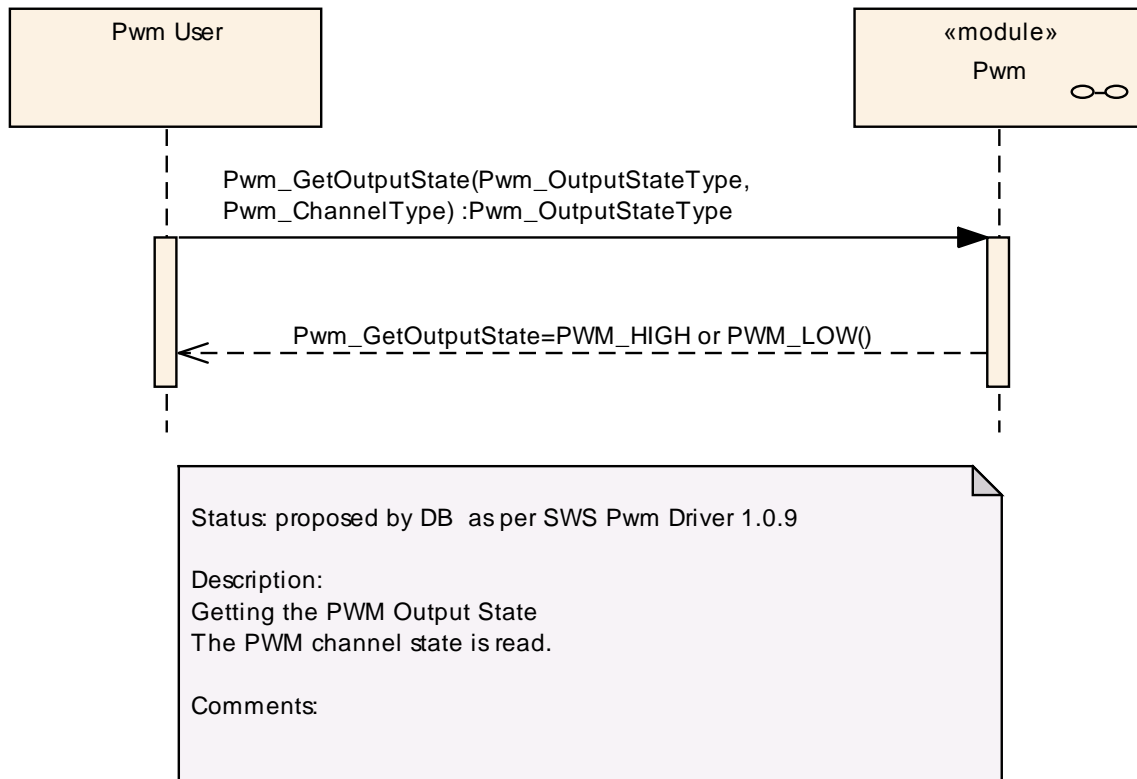 Pwm User
«module»
Pwm
Pwm_GetOutputState(Pwm_OutputStateType,
Pwm_ChannelType) :Pwm_OutputStateType
Pwm_GetOutputState=PWM_HIGH or PWM_LOW()
Status: proposed by DB  as per SWS Pwm Driver 1.0.9
Description:
Getting the PWM Output State
The PWM channel state is read.
Comments: